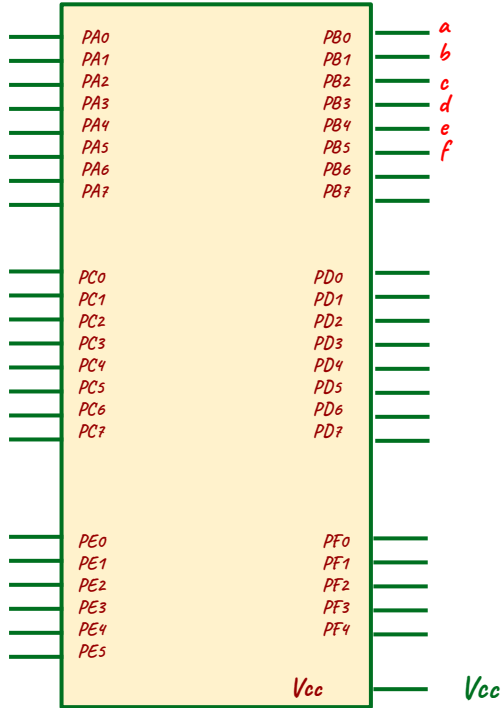 PA0 PB0 a
PA1 PB1 b
PA2 PB2 c
PA3 PB3 d
PA4 PB4 e
PA5 PB5 f
PA6 PB6
PA7 PB7
PC0 PD0
PC1 PD1
PC2 PD2
PC3 PD3
PC4 PD4
PC5 PD5
PC6 PD6
PC7 PD7
PE0 PF0
PE1 PF1
PE2 PF2
PE3 PF3
PE4 PF4
PE5
Vcc Vcc